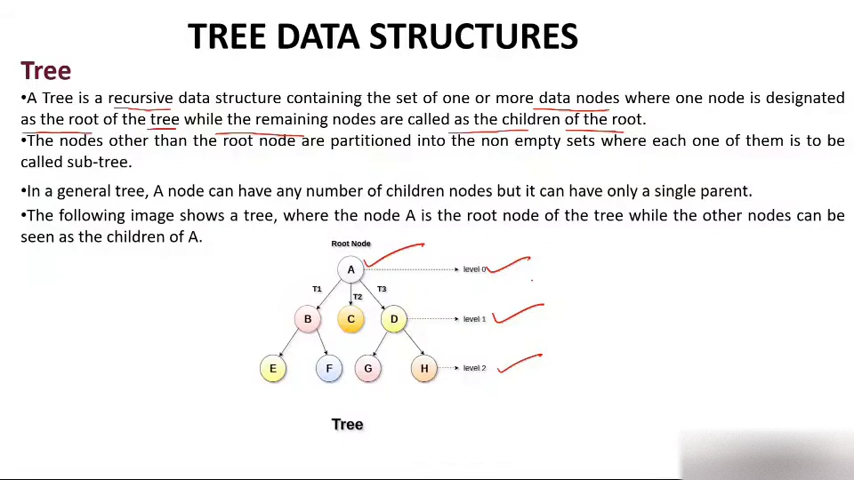 TREE DATA STRUCTURES
Tree
•A Tree is a recursive data structure containing the set of one or more data nodes where one node is designated
as the root of the tree while the remaining nodes are called as the children of the root.
•The nodes other than the root node are partitioned into the non empty sets where each one of them is to be
called sub-tree.
•In a general tree, A node can have any number of children nodes but it can have only a single parent.
•The following image shows a tree, where the node A is the root node of the tree while the other nodes can be
seen as the children of A.
Root Node
A level 0
T1 T2 T3
B C D level 1
E F G H level 2
Tree